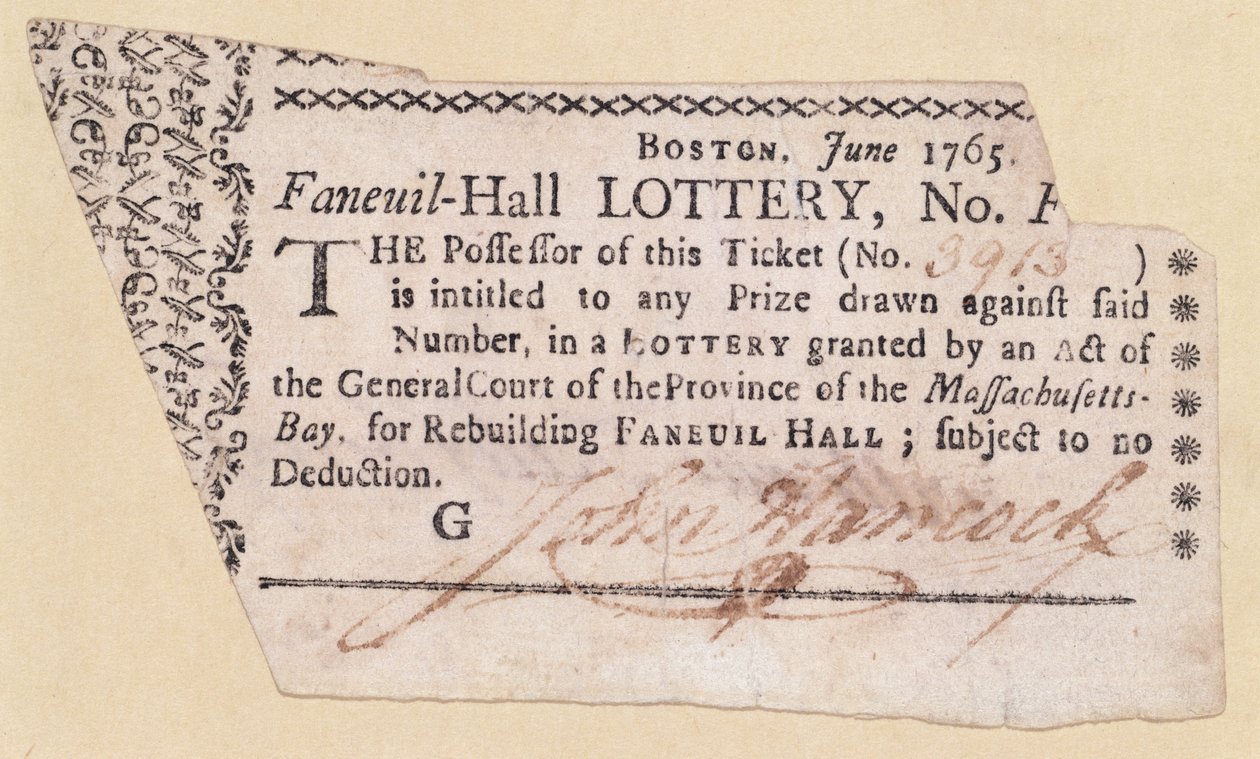 BOSTON, June 1765.
Faneuil-Hall LOTTERY, No.
THE Poſſeſſor of this Ticket (No. 3913 )
is intitled to any Prize drawn againſt ſaid
Number, in a LOTTERY granted by an Act of
the General Court of the Province of the Maſſachuſetts-
Bay, for Rebuilding FANEUIL HALL ; ſubject to no
Deduction.
G John Hancock